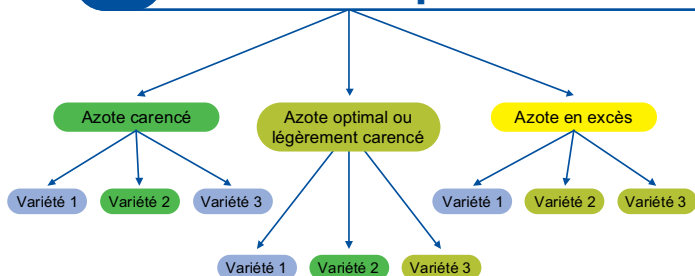 Azote carencé
Azote optimal ou
légèrement carencé
Azote en excès
Variété 1
Variété 2
Variété 3
Variété 1
Variété 2
Variété 3
Variété 1
Variété 2
Variété 3